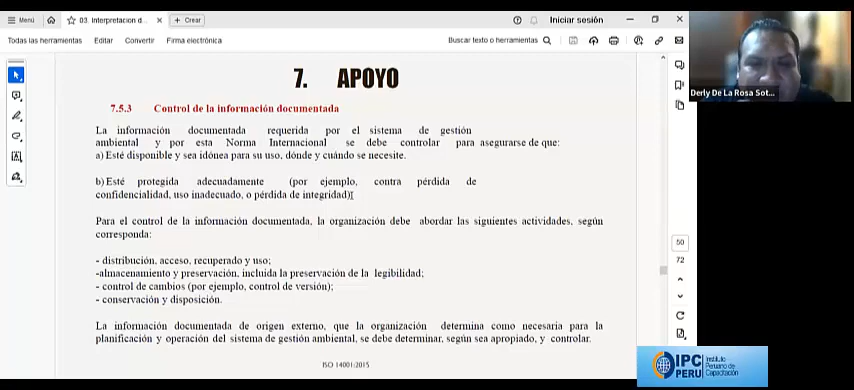 Menú
03. Interpretacion d...
+ Crear
Iniciar sesión
Todas las herramientas
Editar
Convertir
Firma electrónica
Buscar texto o herramientas
7. APOYO
7.5.3 Control de la información documentada
La información documentada requerida por el sistema de gestión
ambiental y por esta Norma Internacional se debe controlar para asegurarse de que:
a) Esté disponible y sea idónea para su uso, dónde y cuándo se necesite.
b) Esté protegida adecuadamente (por ejemplo, contra pérdida de
confidencialidad, uso inadecuado, o pérdida de integridad)
Para el control de la información documentada, la organización debe abordar las siguientes actividades, según
corresponda:
- distribución, acceso, recuperado y uso;
-almacenamiento y preservación, incluida la preservación de la legibilidad;
- control de cambios (por ejemplo, control de versión);
- conservación y disposición.
La información documentada de origen externo, que la organización determina como necesaria para la
planificación y operación del sistema de gestión ambiental, se debe determinar, según sea apropiado, y controlar.
ISO 14001:2015
50
72
Derly De La Rosa Sot...
IPC
PERU
Instituto
Peruano de
Capacitación